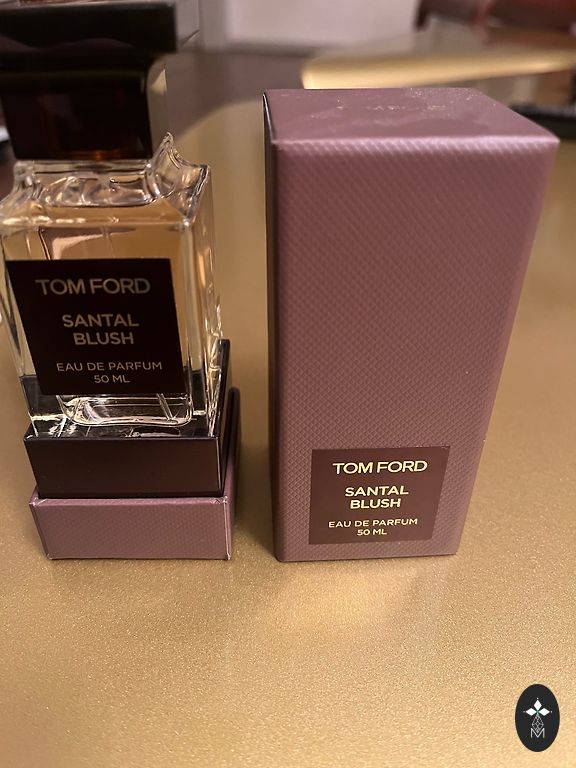 TOM FORD
SANTAL
BLUSH
EAU DE PARFUM
50 ML
TOM FORD
SANTAL
BLUSH
EAU DE PARFUM
50 ML
M